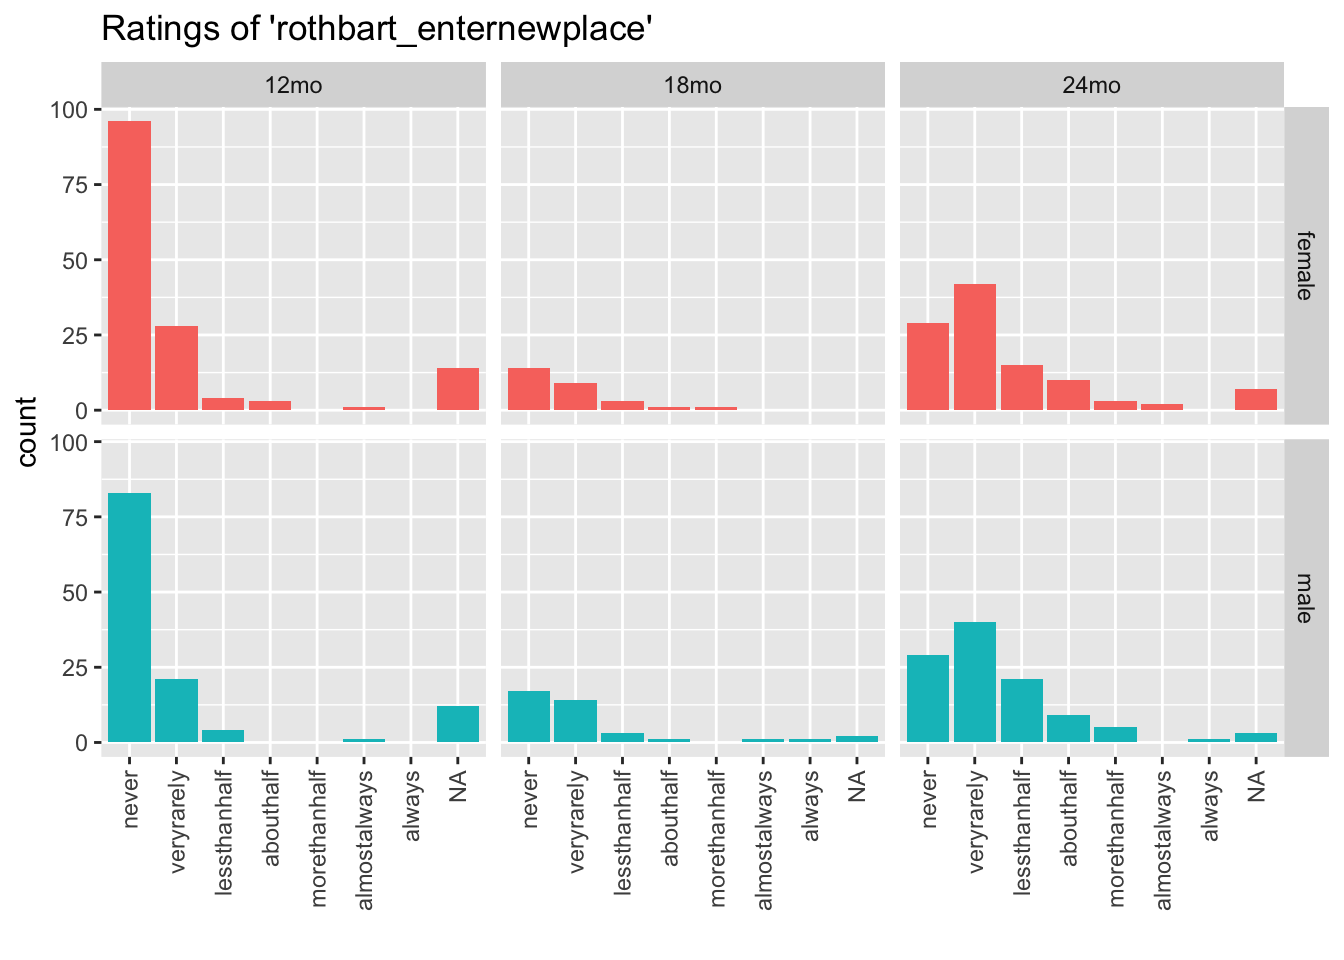 Ratings of 'rothbart_enternewplace'
12mo 18mo 24mo
100
75
50
25
0
female
count
100
75
50
25
0
male
never veryrarely lessthanhalf abouthalf morethanhalf almostalways always NA never veryrarely lessthanhalf abouthalf morethanhalf almostalways always NA never veryrarely lessthanhalf abouthalf morethanhalf almostalways always NA